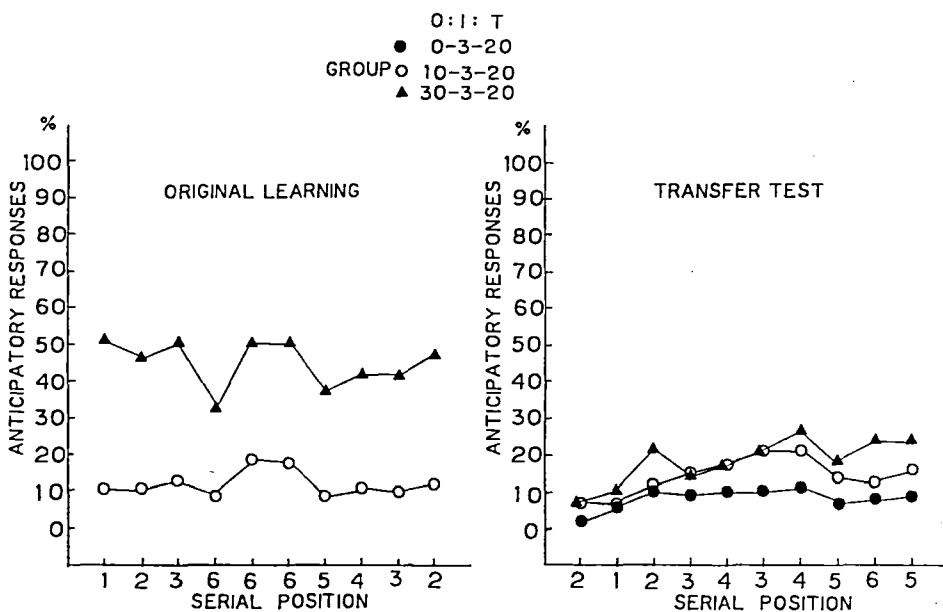 O:I: T
● 0-3-20
GROUP ○ 10-3-20
▲ 30-3-20
%
100
90
80
70
60
50
40
30
20
10
0
ANTICIPATORY RESPONSES
ORIGINAL LEARNING
1 2 3 6 6 6 5 4 3 2
SERIAL POSITION
%
100
90
80
70
60
50
40
30
20
10
0
ANTICIPATORY RESPONSES
TRANSFER TEST
2 1 2 3 4 3 4 5 6 5
SERIAL POSITION